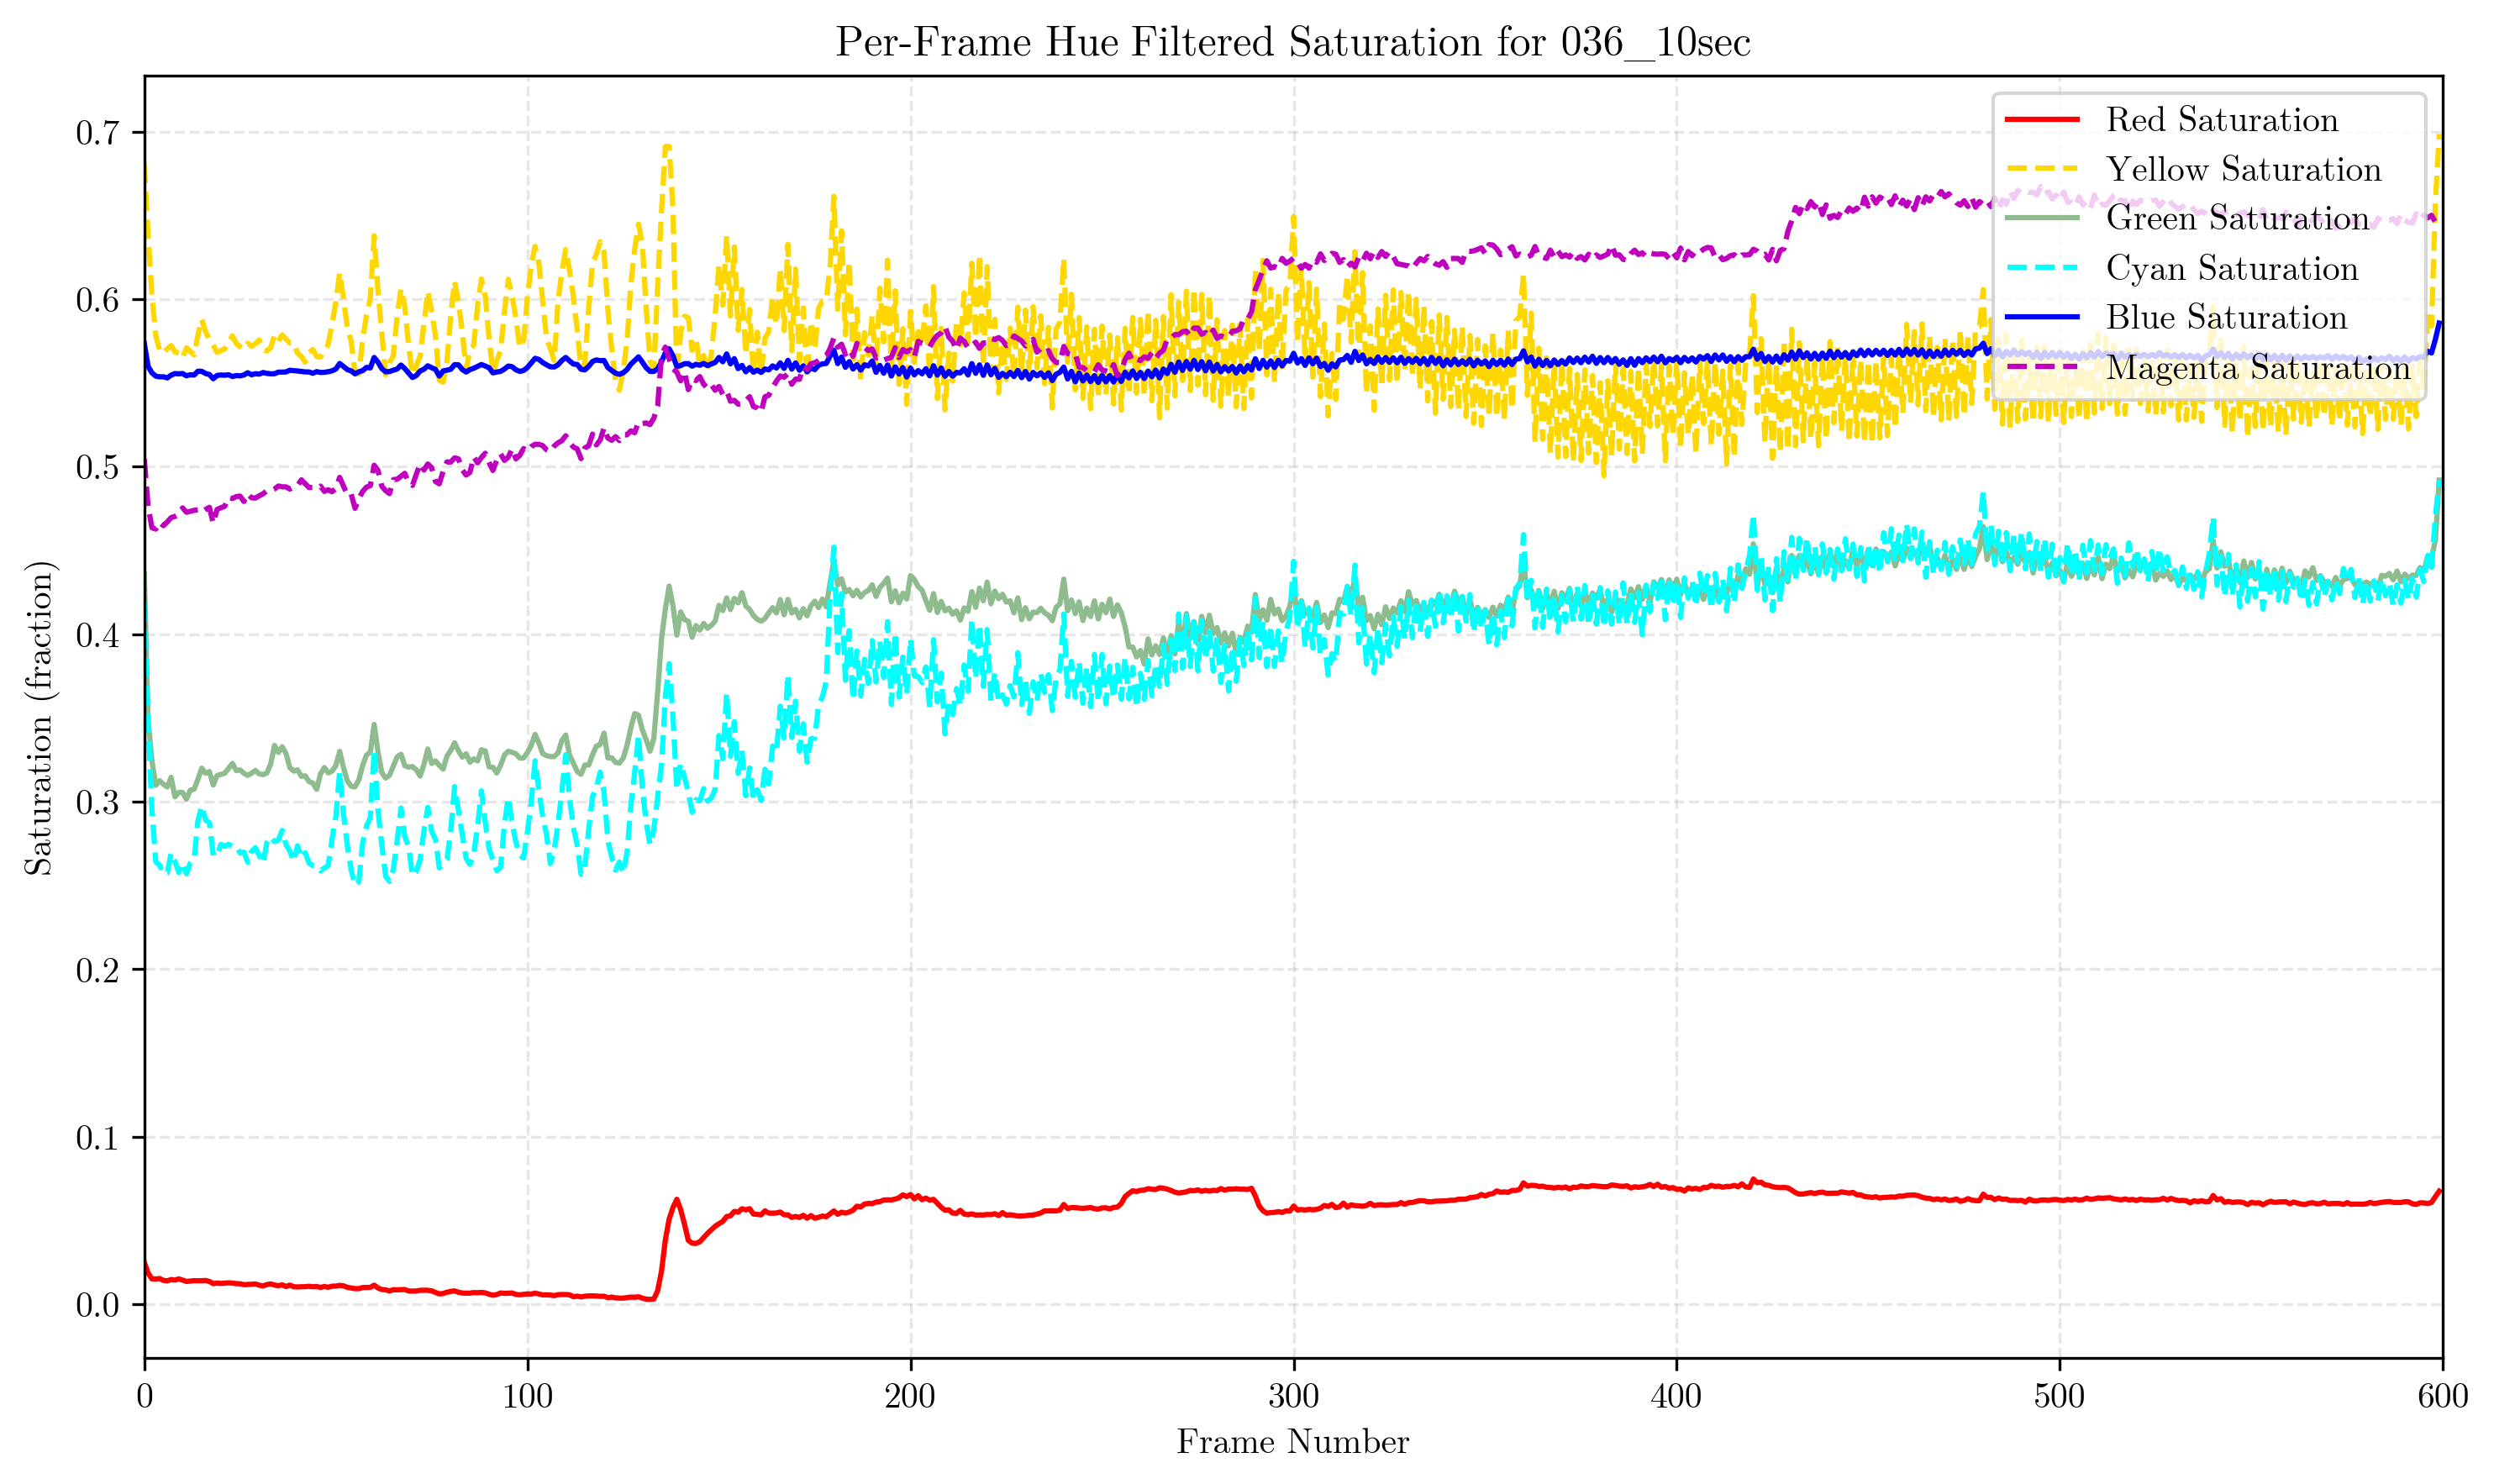 Per-Frame Hue Filtered Saturation for 036_10sec
Saturation (fraction)
0.7
0.6
0.5
0.4
0.3
0.2
0.1
0.0
Red Saturation
Yellow Saturation
Green Saturation
Cyan Saturation
Blue Saturation
Magenta Saturation
0 100 200 300 400 500 600
Frame Number